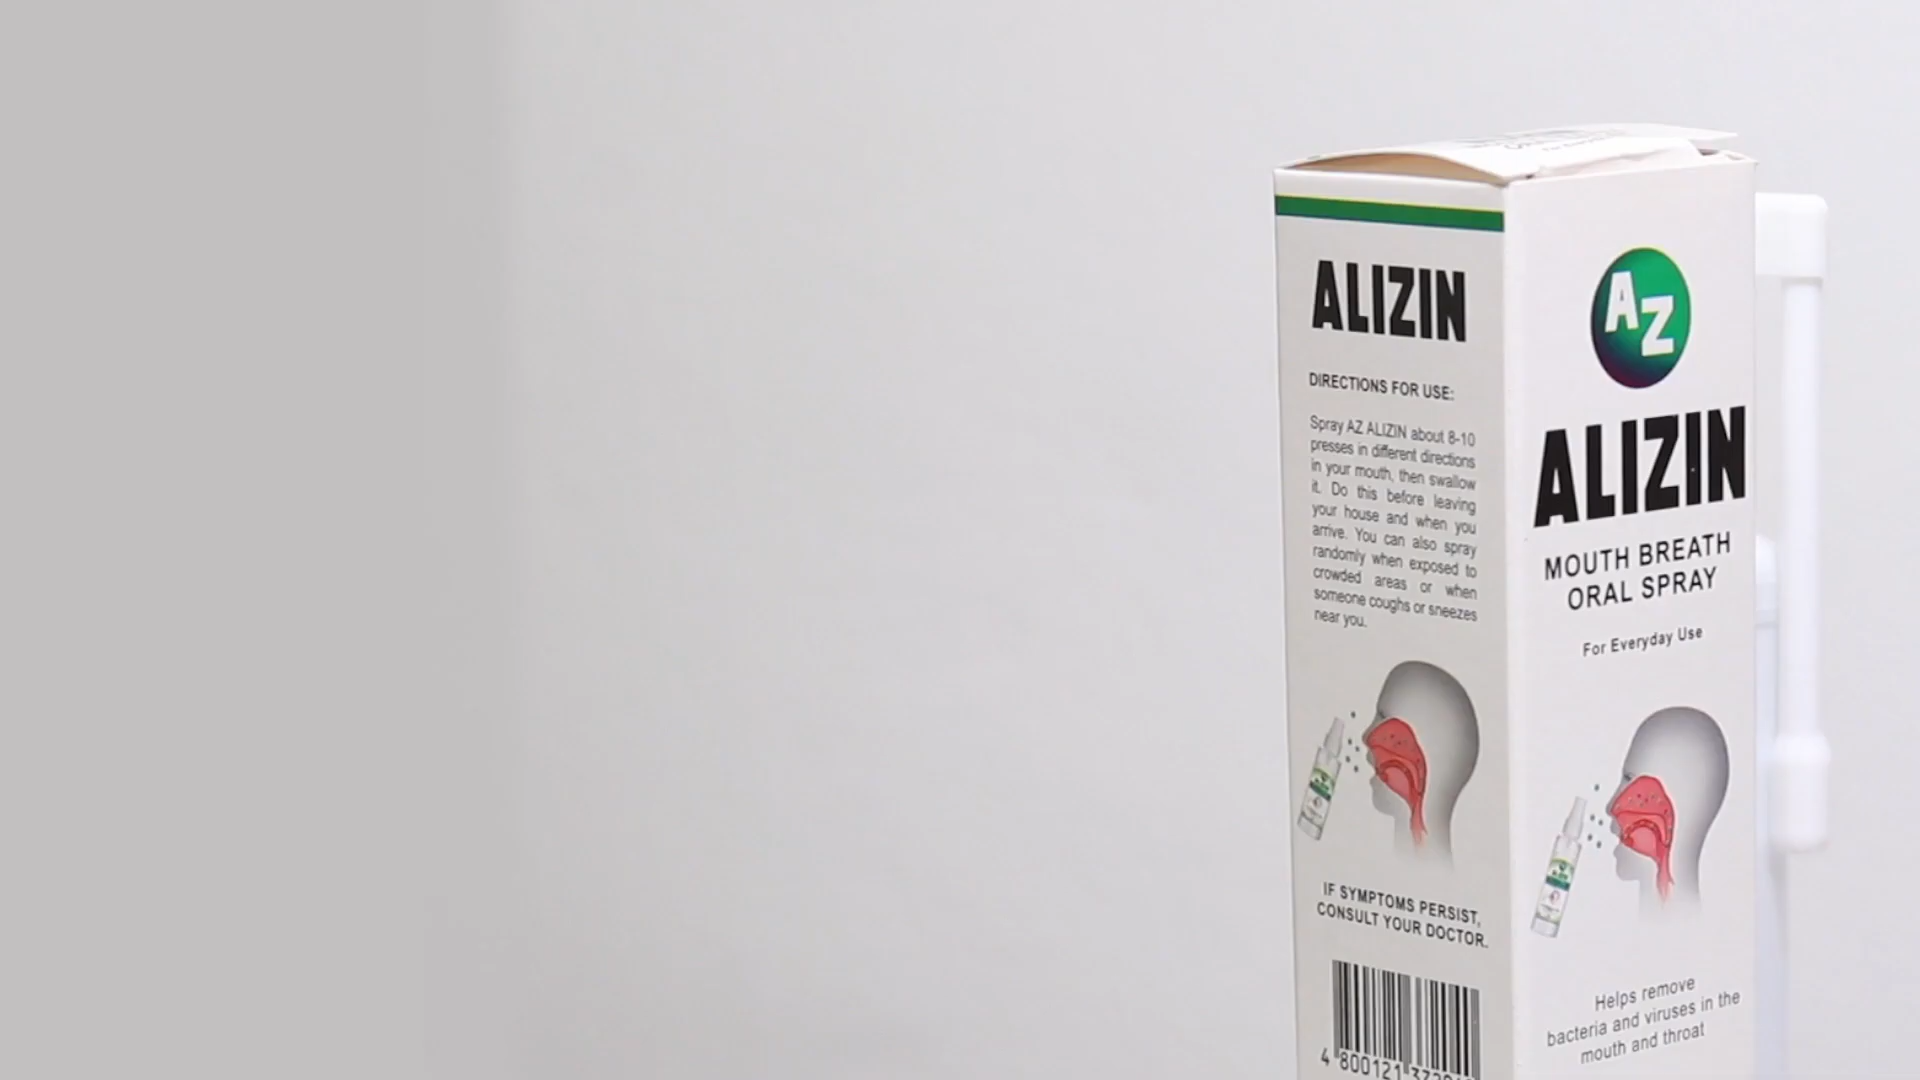 ALIZIN
DIRECTIONS FOR USE:
Spray AZ ALIZIN about 8-10
presses in different directions
in your mouth, then swallow
it. Do this before leaving
your house and when you
arrive. You can also spray
randomly when exposed to
crowded areas or when
someone coughs or sneezes
near you.
IF SYMPTOMS PERSIST,
CONSULT YOUR DOCTOR.
4 800121
AZ
ALIZIN
MOUTH BREATH
ORAL SPRAY
For Everyday Use
Helps remove
bacteria and viruses in the
mouth and throat